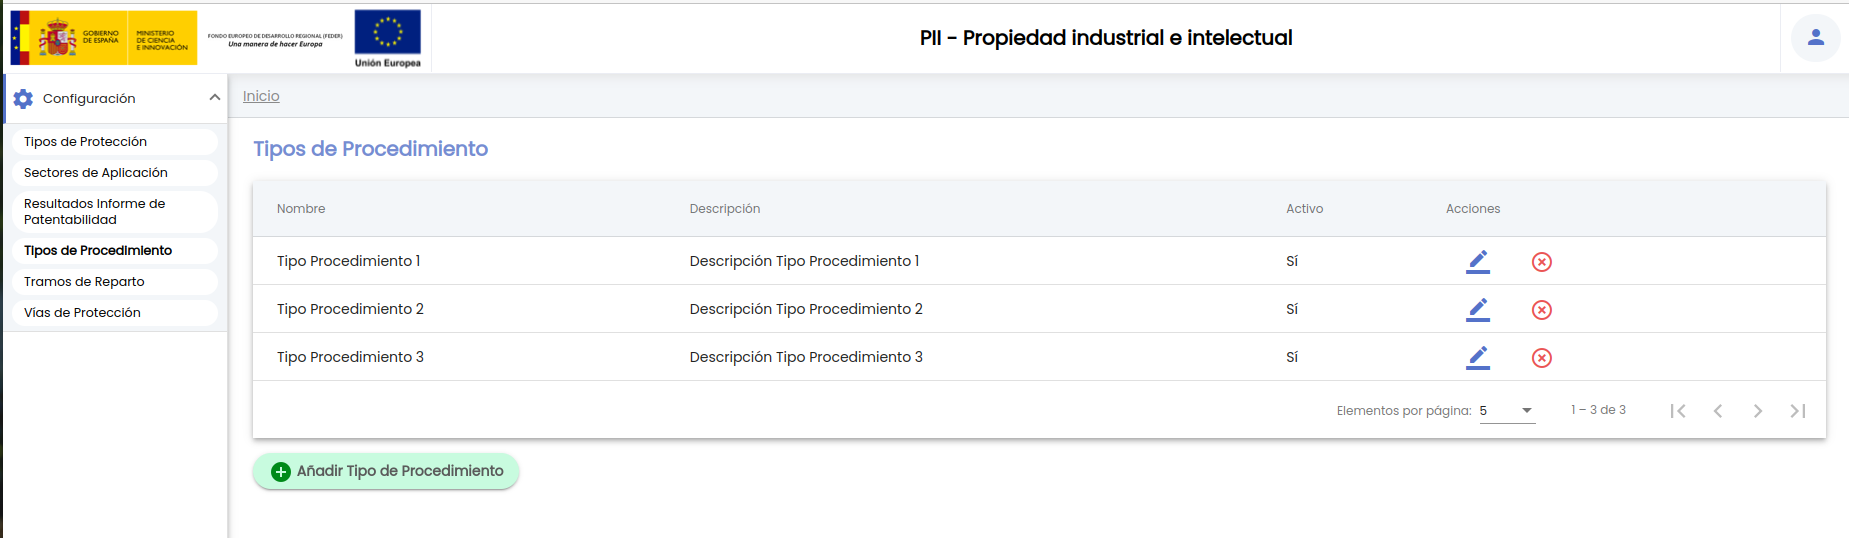 GOBIERNO
DE ESPAÑA
MINISTERIO
DE CIENCIA
E INNOVACIÓN
FONDO EUROPEO DE DESARROLLO REGIONAL (FEDER)
Una manera de hacer Europa
Unión Europea
PII - Propiedad industrial e intelectual
Configuración
Tipos de Protección
Sectores de Aplicación
Resultados Informe de
Patentabilidad
Tipos de Procedimiento
Tramos de Reparto
Vías de Protección
Inicio
Tipos de Procedimiento
Nombre Descripción Activo Acciones
Tipo Procedimiento 1 Descripción Tipo Procedimiento 1 Sí
Tipo Procedimiento 2 Descripción Tipo Procedimiento 2 Sí
Tipo Procedimiento 3 Descripción Tipo Procedimiento 3 Sí
Elementos por página: 5 1 – 3 de 3
Añadir Tipo de Procedimiento